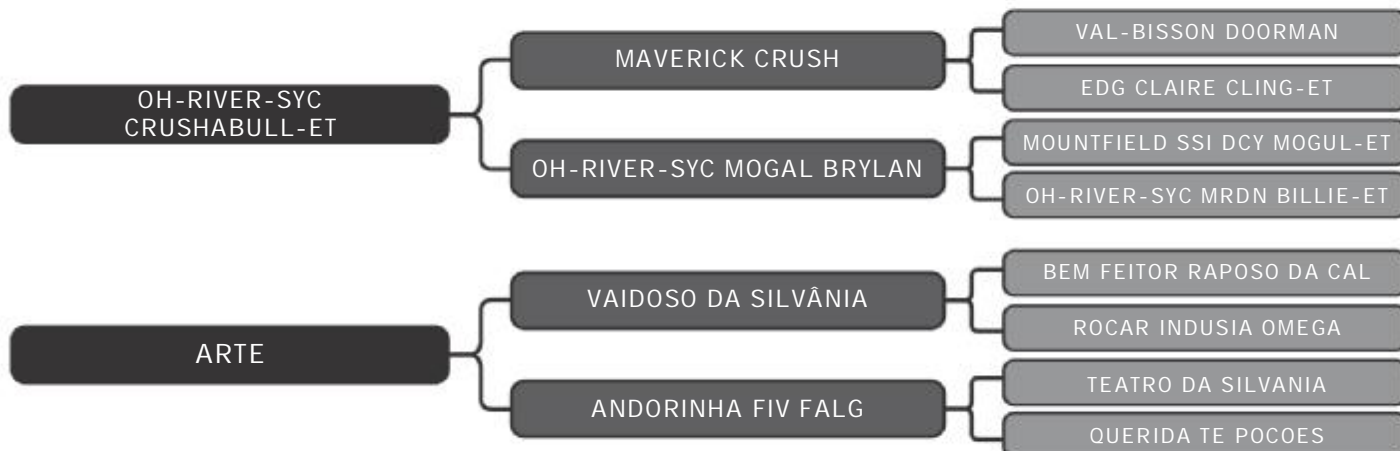 OH-RIVER-SYC
CRUSHABULL-ET
MAVERICK CRUSH
VAL-BISSON DOORMAN
EDG CLAIRE CLING-ET
OH-RIVER-SYC MOGAL BRYLAN
MOUNTFIELD SSI DCY MOGUL-ET
OH-RIVER-SYC MRDN BILLIE-ET
ARTE
VAIDOSO DA SILVÂNIA
BEM FEITOR RAPOSO DA CAL
ROCAR INDUSIA OMEGA
ANDORINHA FIV FALG
TEATRO DA SILVANIA
QUERIDA TE POCOES